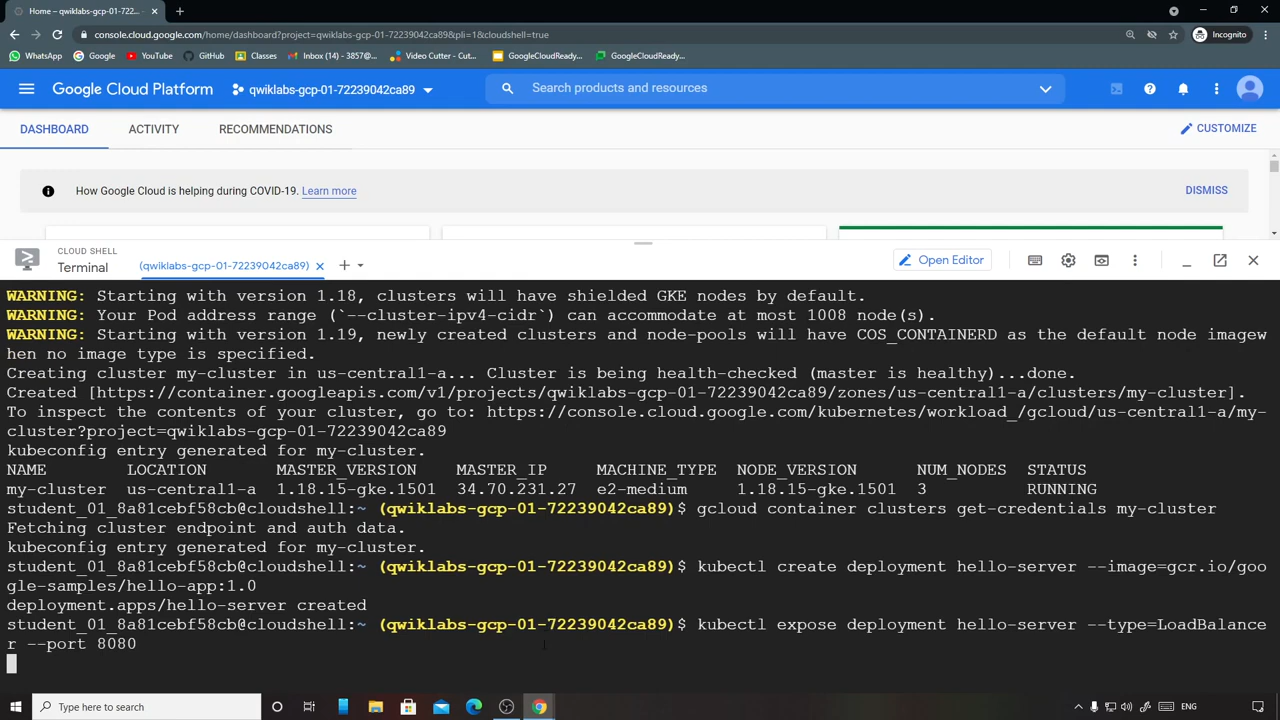 Home – qwiklabs-gcp-01-722390
console.cloud.google.com/home/dashboard?project=qwiklabs-gcp-01-72239042ca89&pli=1&cloudshell=true
Incognito
WhatsApp
Google
YouTube
GitHub
Classes
Inbox (14) - 3857@...
Video Cutter - Cut...
GoogleCloudReady...
GoogleCloudReady...
Google Cloud Platform
qwiklabs-gcp-01-72239042ca89
Search products and resources
DASHBOARD
ACTIVITY
RECOMMENDATIONS
CUSTOMIZE
How Google Cloud is helping during COVID-19. Learn more
DISMISS
CLOUD SHELL
Terminal
(qwiklabs-gcp-01-72239042ca89)
Open Editor
WARNING: Starting with version 1.18, clusters will have shielded GKE nodes by default.
WARNING: Your Pod address range (`--cluster-ipv4-cidr`) can accommodate at most 1008 node(s).
WARNING: Starting with version 1.19, newly created clusters and node-pools will have COS_CONTAINERD as the default node imagew
hen no image type is specified.
Creating cluster my-cluster in us-central1-a... Cluster is being health-checked (master is healthy)...done.
Created [https://container.googleapis.com/v1/projects/qwiklabs-gcp-01-72239042ca89/zones/us-central1-a/clusters/my-cluster].
To inspect the contents of your cluster, go to: https://console.cloud.google.com/kubernetes/workload_/gcloud/us-central1-a/my-
cluster?project=qwiklabs-gcp-01-72239042ca89
kubeconfig entry generated for my-cluster.
NAME LOCATION MASTER_VERSION MASTER_IP MACHINE_TYPE NODE_VERSION NUM_NODES STATUS
my-cluster us-central1-a 1.18.15-gke.1501 34.70.231.27 e2-medium 1.18.15-gke.1501 3 RUNNING
student_01_8a81cebf58cb@cloudshell:~ (qwiklabs-gcp-01-72239042ca89)$ gcloud container clusters get-credentials my-cluster
Fetching cluster endpoint and auth data.
kubeconfig entry generated for my-cluster.
student_01_8a81cebf58cb@cloudshell:~ (qwiklabs-gcp-01-72239042ca89)$ kubectl create deployment hello-server --image=gcr.io/goo
gle-samples/hello-app:1.0
deployment.apps/hello-server created
student_01_8a81cebf58cb@cloudshell:~ (qwiklabs-gcp-01-72239042ca89)$ kubectl expose deployment hello-server --type=LoadBalance
r --port 8080
Type here to search
ENG